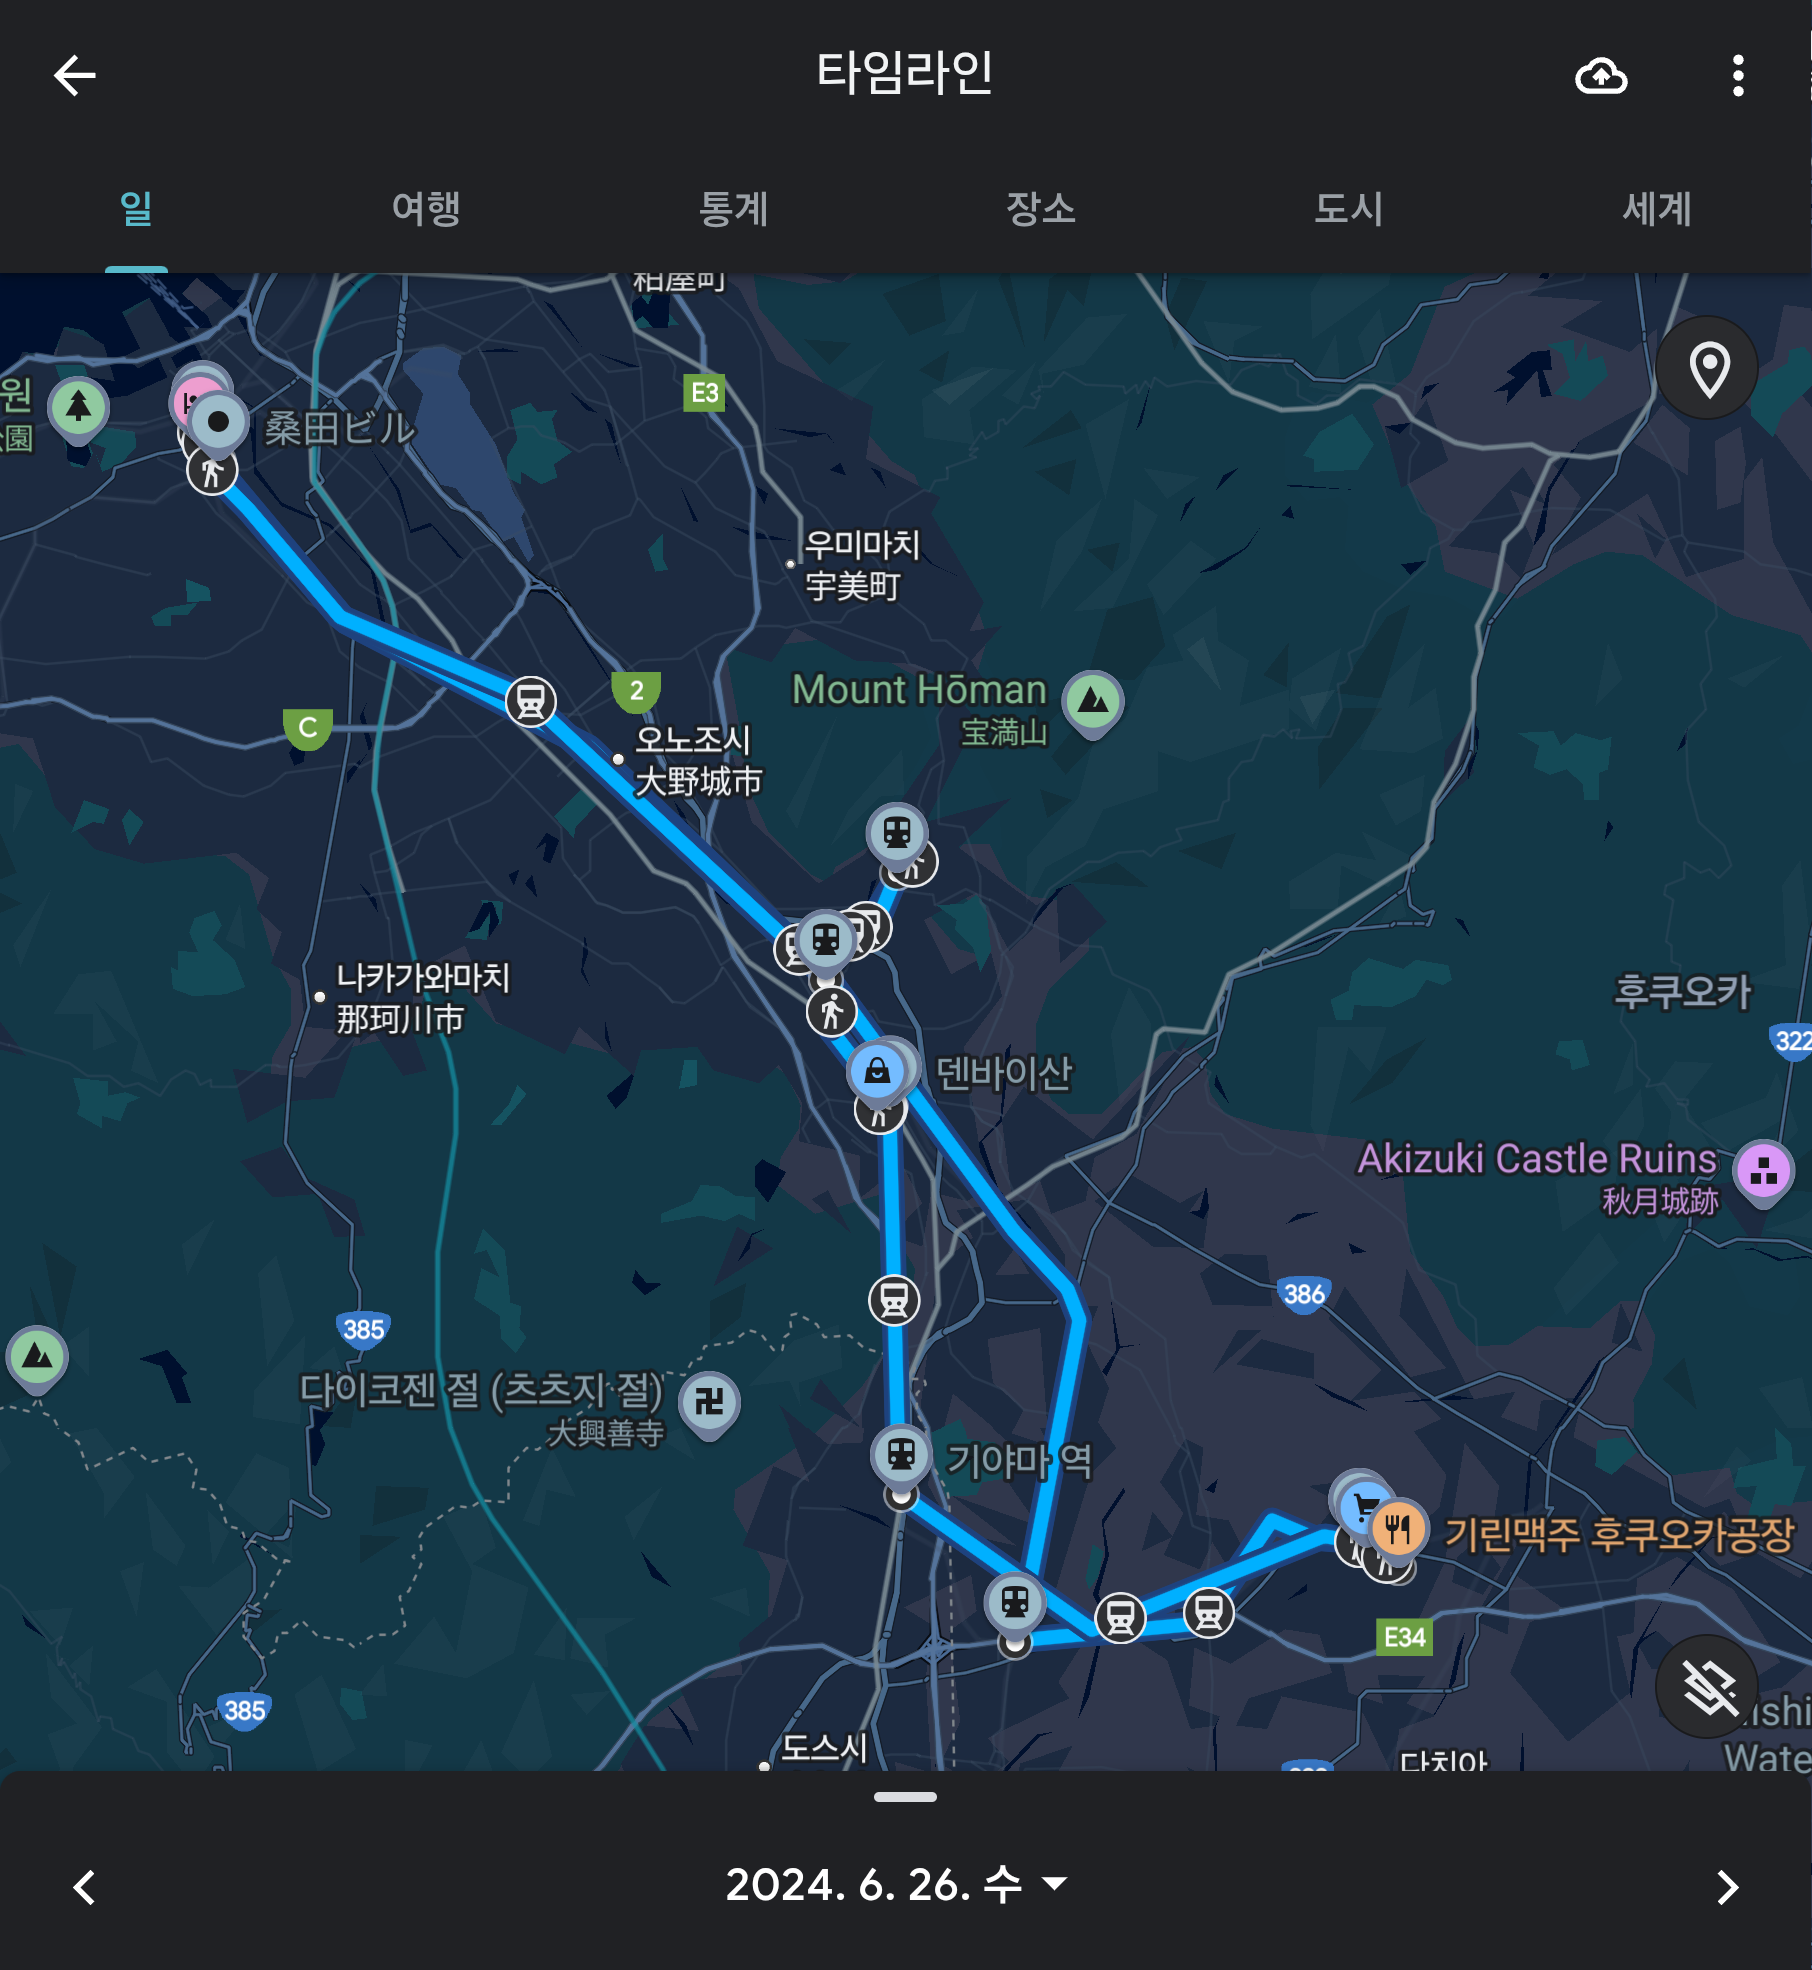 타임라인
일
여행
통계
장소
도시
세계
粕屋町
원
公園
桑田ビル
E3
우미마치
宇美町
Mount Hōman
宝満山
2
C
오노조시
大野城市
나카가와마치
那珂川市
후쿠오카
322
덴바이산
Akizuki Castle Ruins
秋月城跡
386
385
다이코젠 절 (츠츠지 절)
大興善寺
기야마 역
기린맥주 후쿠오카공장
E34
385
도스시
다치아
Wate
2024. 6. 26. 수